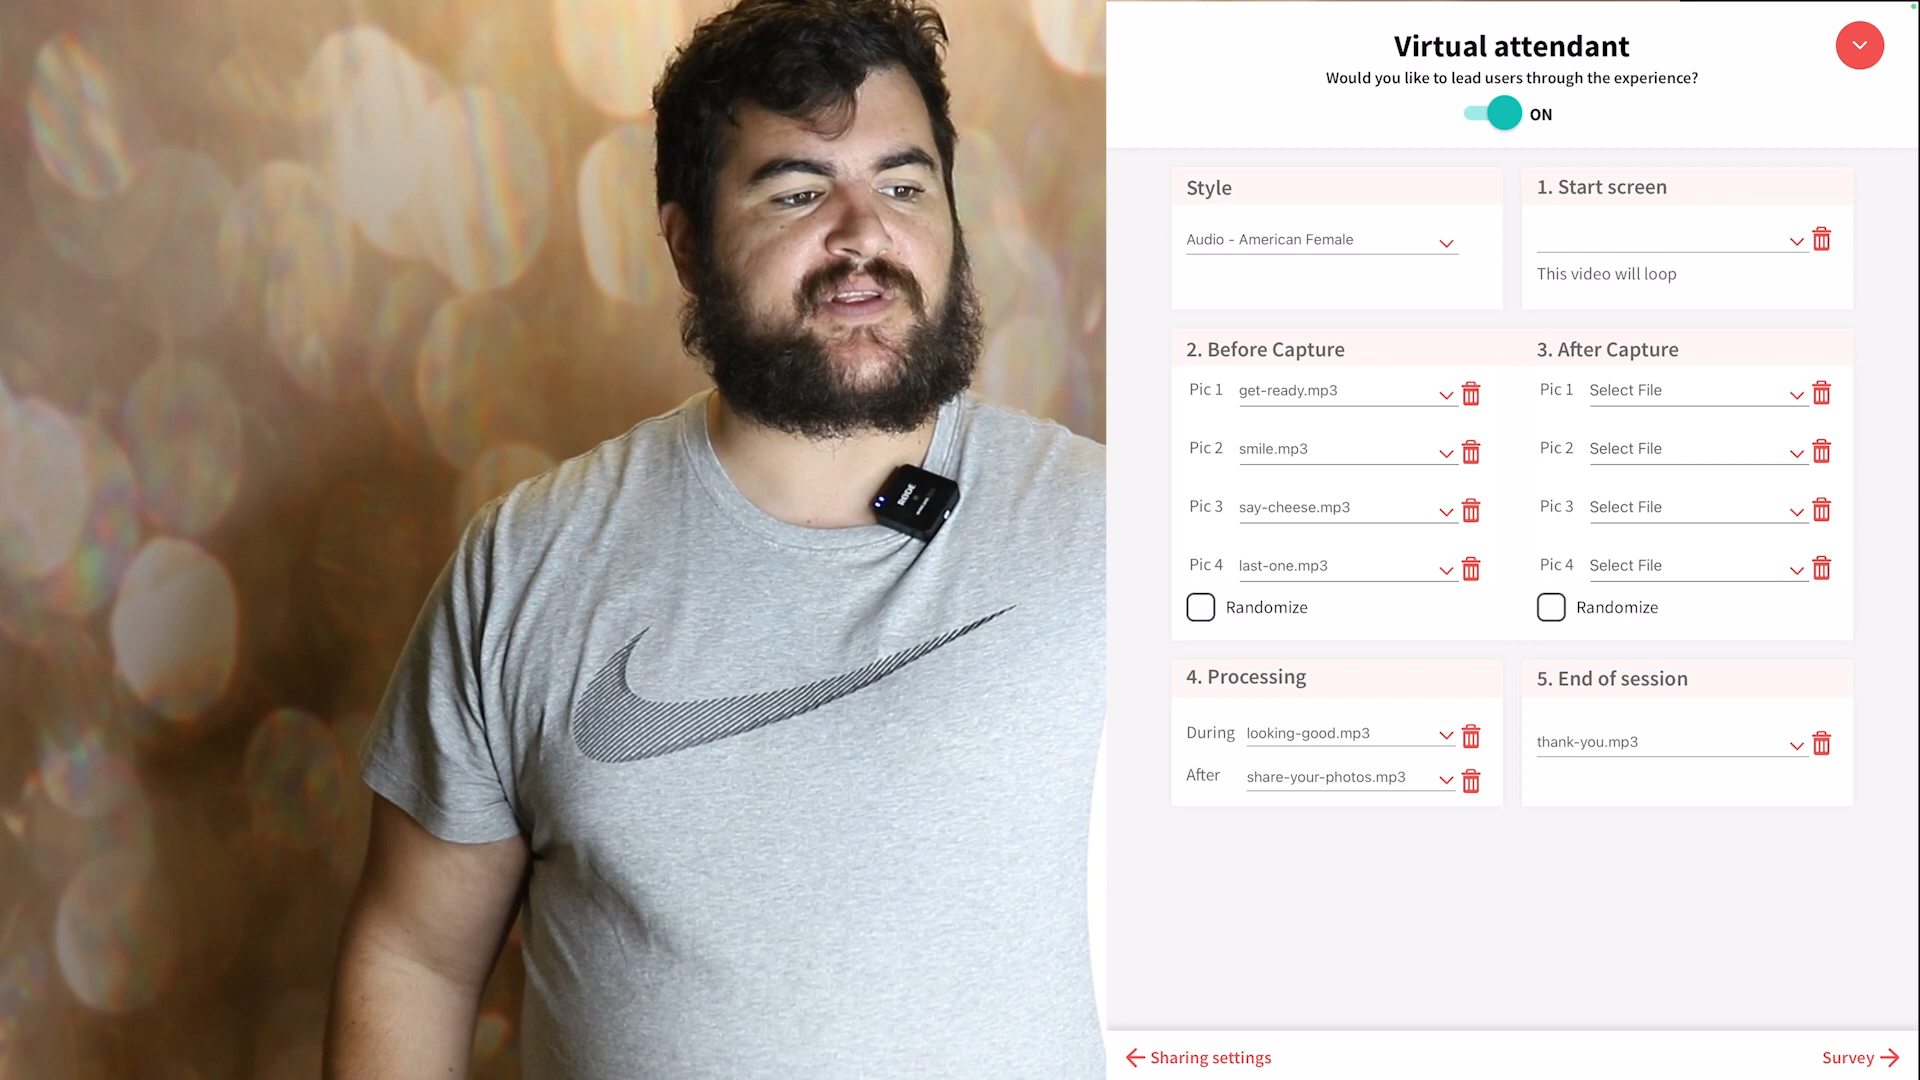 Virtual attendant
Would you like to lead users through the experience?
ON
Style
Audio - American Female
1. Start screen
This video will loop
2. Before Capture
Pic 1 get-ready.mp3
Pic 2 smile.mp3
Pic 3 say-cheese.mp3
Pic 4 last-one.mp3
Randomize
3. After Capture
Pic 1 Select File
Pic 2 Select File
Pic 3 Select File
Pic 4 Select File
Randomize
4. Processing
During looking-good.mp3
After share-your-photos.mp3
5. End of session
thank-you.mp3
Sharing settings
Survey
RØDE